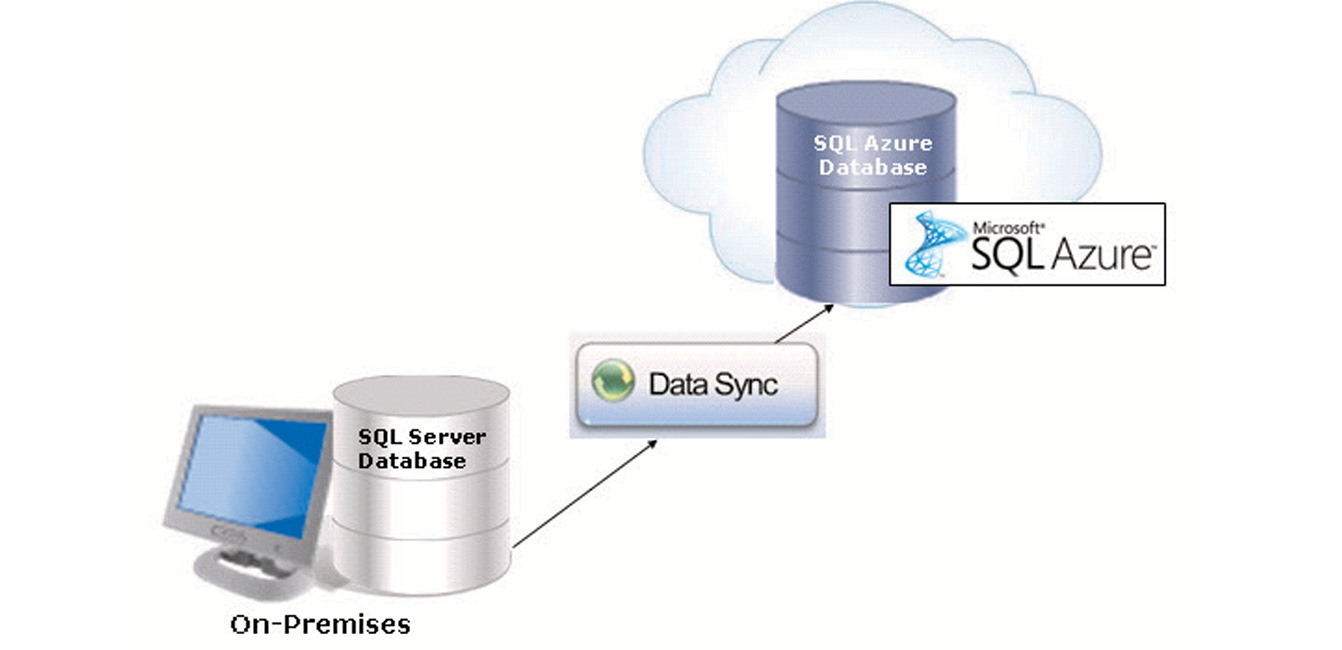 SQL Azure
Database
Microsoft®
SQL Azure™
Data Sync
SQL Server
Database
On-Premises